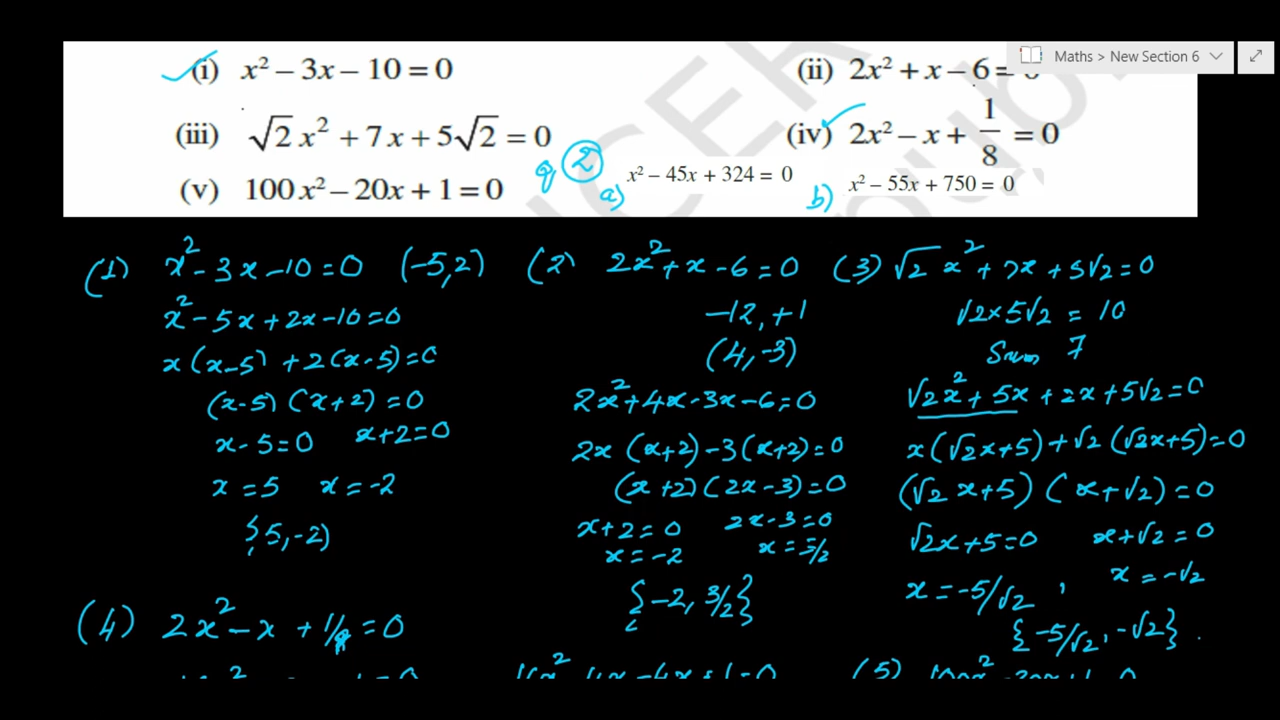 Maths > New Section 6
(i) x² – 3x – 10 = 0
(ii) 2x² + x – 6 = 0
(iii) √2 x² + 7x + 5√2 = 0
(iv) 2x² – x + 1/8 = 0
(v) 100x² – 20x + 1 = 0
q ②
a) x² – 45x + 324 = 0
b) x² – 55x + 750 = 0
(1) x² - 3x - 10 = 0 (-5, 2)
x² - 5x + 2x - 10 = 0
x (x - 5) + 2 (x - 5) = 0
(x - 5) (x + 2) = 0
x - 5 = 0 x + 2 = 0
x = 5 x = -2
{5, -2}
(2) 2x² + x - 6 = 0
-12, +1
(4, -3)
2x² + 4x - 3x - 6 = 0
2x (x + 2) - 3 (x + 2) = 0
(x + 2) (2x - 3) = 0
x + 2 = 0 2x - 3 = 0
x = -2 x = 3/2
{-2, 3/2}
(3) √2 x² + 7x + 5√2 = 0
√2 × 5√2 = 10
Sum 7
√2x² + 5x + 2x + 5√2 = 0
x (√2x + 5) + √2 (√2x + 5) = 0
(√2 x + 5) (x + √2) = 0
√2x + 5 = 0 x + √2 = 0
x = -5/√2 , x = -√2
{-5/√2, -√2}.
(4) 2x² - x + 1/8 = 0
(5)